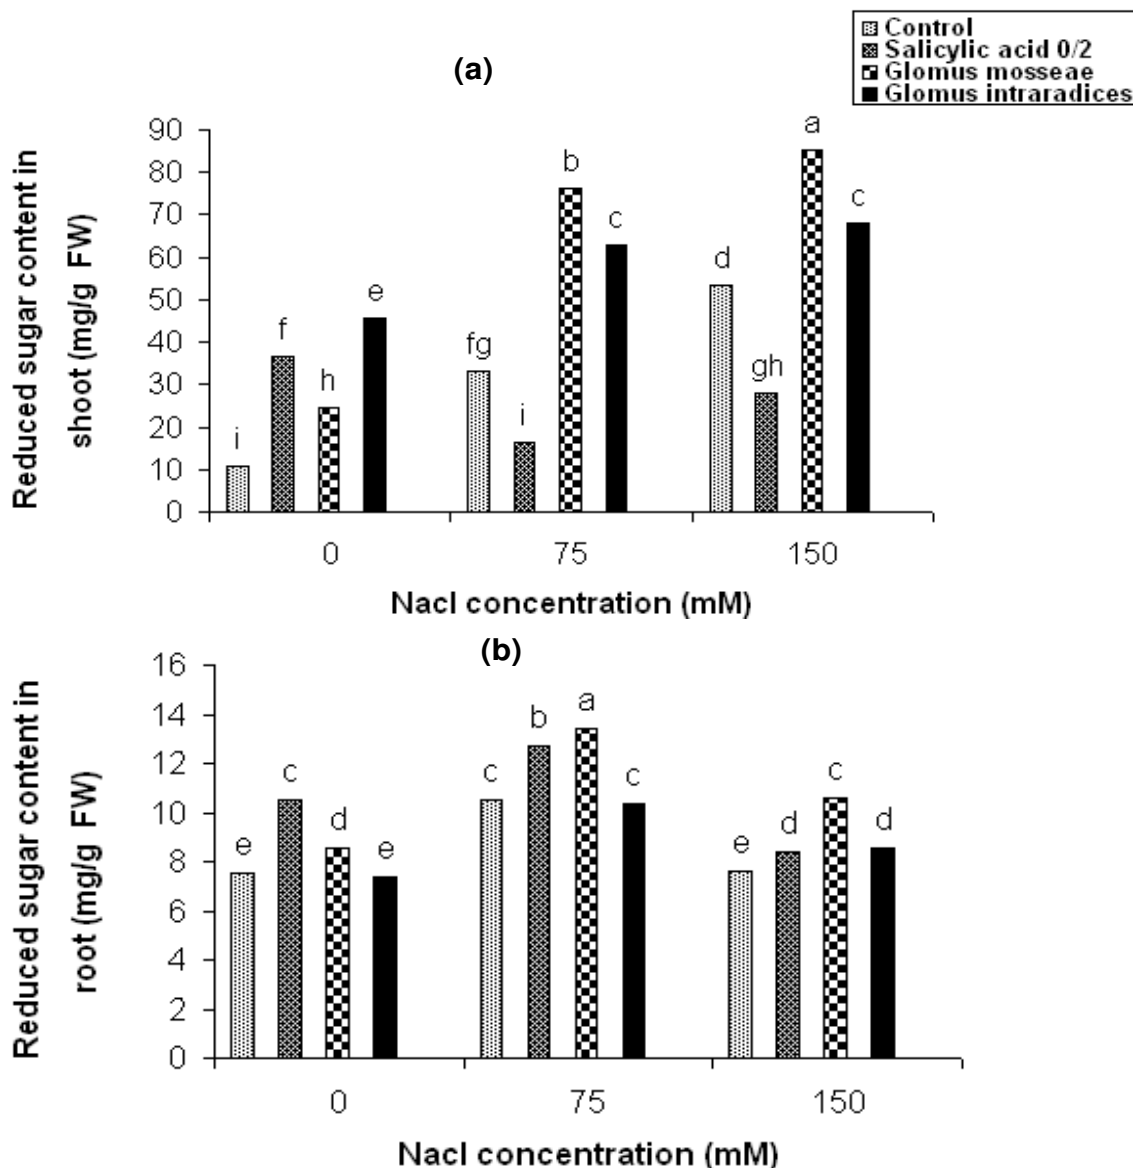 Control
Salicylic acid 0/2
Glomus mosseae
Glomus intraradices
(a)
Reduced sugar content in
shoot (mg/g FW)
90
80
70
60
50
40
30
20
10
0
i
f
h
e
fg
i
b
c
d
gh
a
c
0
75
150
Nacl concentration (mM)
(b)
Reduced sugar content in
root (mg/g FW)
16
14
12
10
8
6
4
2
0
e
c
d
e
c
b
a
c
e
d
c
d
0
75
150
Nacl concentration (mM)